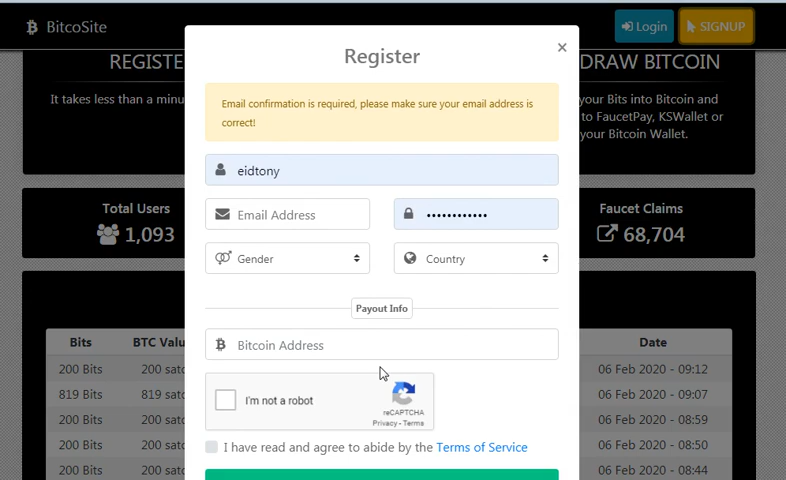 BitcoSite
Login
SIGNUP
Register
×
REGISTE
DRAW BITCOIN
It takes less than a minu
your Bits into Bitcoin and
to FaucetPay, KSWallet or
your Bitcoin Wallet.
Email confirmation is required, please make sure your email address is
correct!
eidtony
Email Address
••••••••••••
Gender
Country
Total Users
1,093
Faucet Claims
68,704
Payout Info
Bitcoin Address
I'm not a robot
reCAPTCHA
Privacy - Terms
I have read and agree to abide by the Terms of Service
Bits BTC Valu Date
200 Bits 200 sato 06 Feb 2020 - 09:12
819 Bits 819 sato 06 Feb 2020 - 09:07
200 Bits 200 sato 06 Feb 2020 - 08:59
200 Bits 200 sato 06 Feb 2020 - 08:50
200 Bits 200 sato 06 Feb 2020 - 08:44